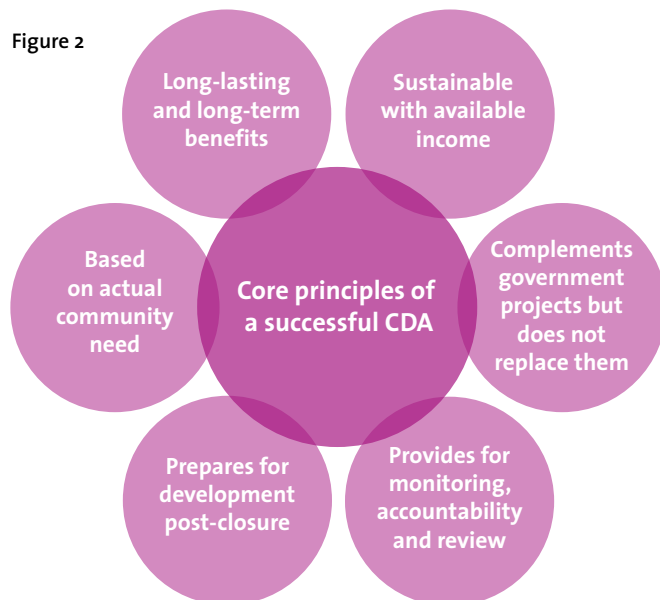 Figure 2
Long-lasting
and long-term
benefits
Sustainable
with available
income
Based
on actual
community
need
Core principles of
a successful CDA
Complements
government
projects but
does not
replace them
Prepares for
development
post-closure
Provides for
monitoring,
accountability
and review